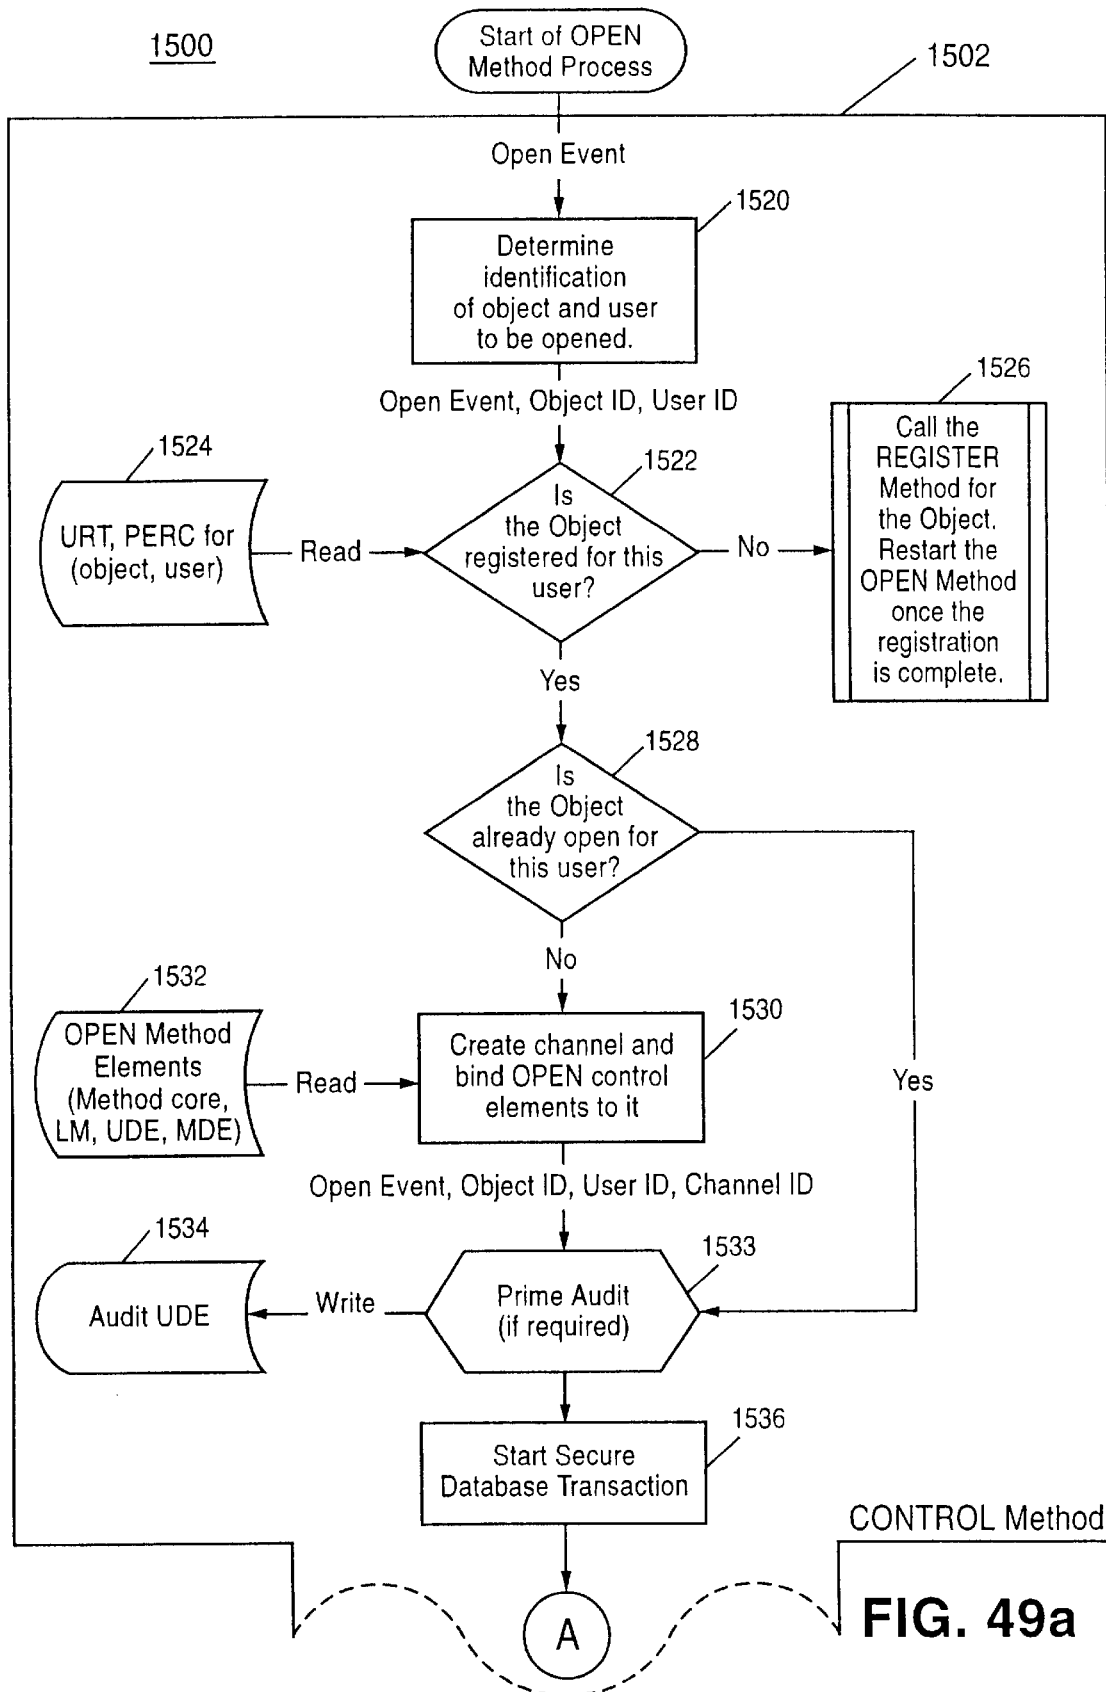 1500
Start of OPEN
Method Process
1502
Open Event
1520
Determine
identification
of object and user
to be opened.
Open Event, Object ID, User ID
1526
Call the
REGISTER
Method for
the Object.
Restart the
OPEN Method
once the
registration
is complete.
1524
URT, PERC for
(object, user)
Read
1522
Is
the Object
registered for this
user?
No
Yes
1528
Is
the Object
already open for
this user?
No
Yes
1532
OPEN Method
Elements
(Method core,
LM, UDE, MDE)
Read
1530
Create channel and
bind OPEN control
elements to it
Open Event, Object ID, User ID, Channel ID
1534
Audit UDE
Write
1533
Prime Audit
(if required)
1536
Start Secure
Database Transaction
CONTROL Method
A
FIG. 49a